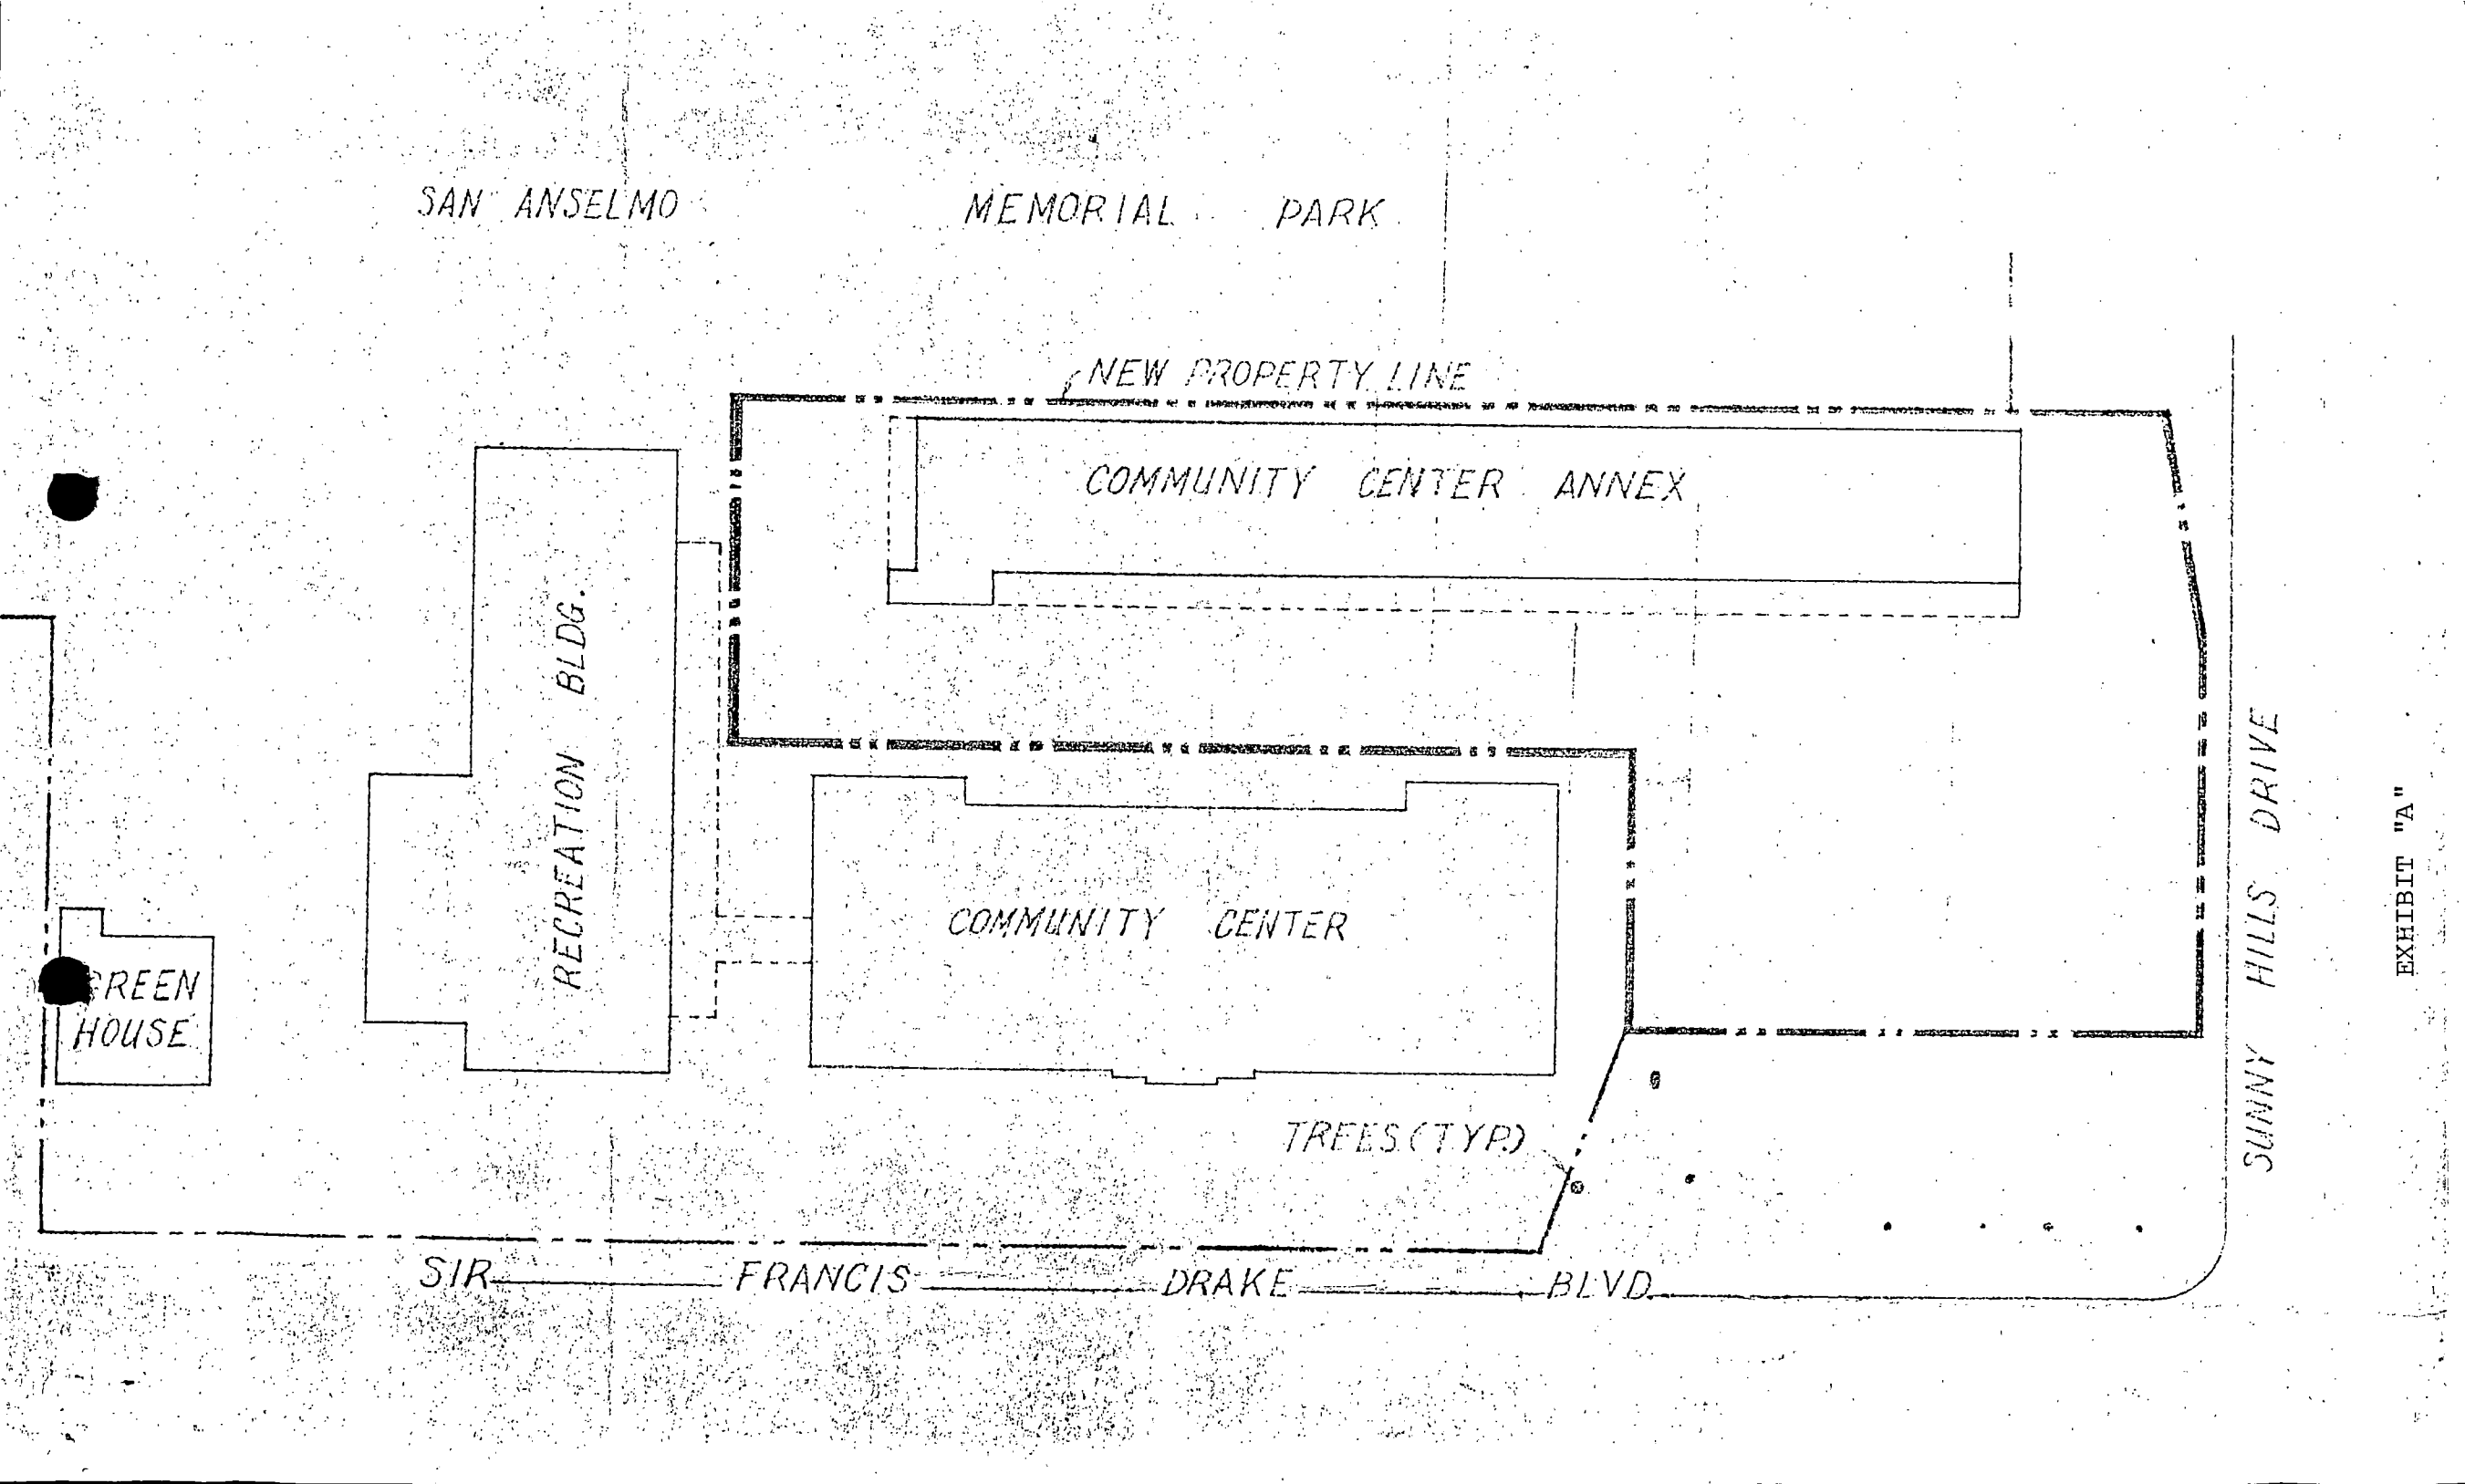 SAN ANSELMO MEMORIAL PARK
NEW PROPERTY LINE
COMMUNITY CENTER ANNEX
RECREATION BLDG.
COMMUNITY CENTER
GREEN
HOUSE
TREES (TYP.)
SIR FRANCIS DRAKE BLVD.
SUNNY HILLS DRIVE
EXHIBIT "A"